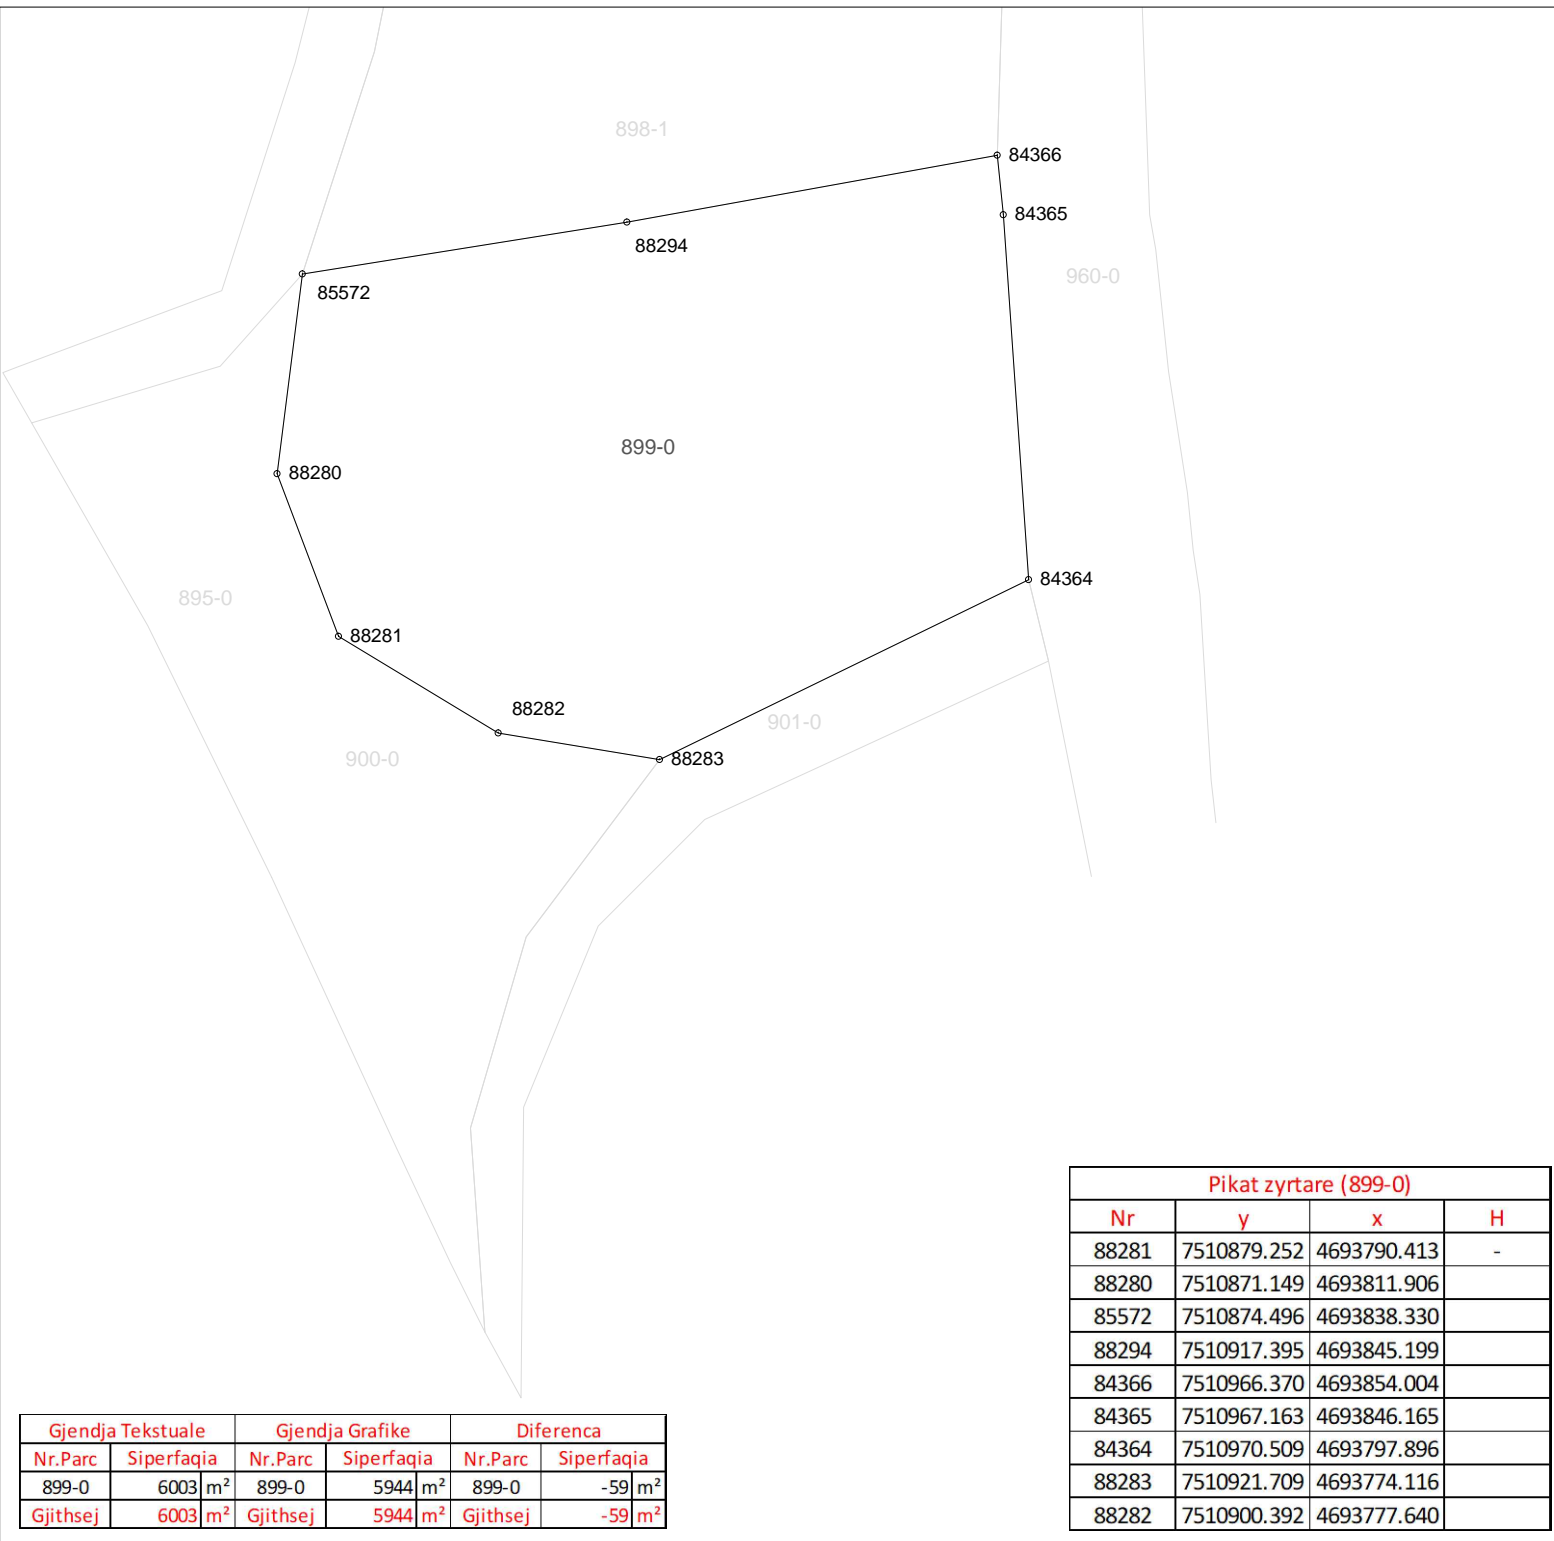 898-1
84366
84365
88294
960-0
85572
899-0
88280
84364
895-0
88281
88282
901-0
900-0
88283
Pikat zyrtare (899-0)
Nr y x H
88281 7510879.252 4693790.413 -
88280 7510871.149 4693811.906
85572 7510874.496 4693838.330
88294 7510917.395 4693845.199
84366 7510966.370 4693854.004
84365 7510967.163 4693846.165
84364 7510970.509 4693797.896
88283 7510921.709 4693774.116
88282 7510900.392 4693777.640
Gjendja Tekstuale Gjendja Grafike Diferenca
Nr.Parc Siperfaqia Nr.Parc Siperfaqia Nr.Parc Siperfaqia
899-0 6003 m² 899-0 5944 m² 899-0 -59 m²
Gjithsej 6003 m² Gjithsej 5944 m² Gjithsej -59 m²